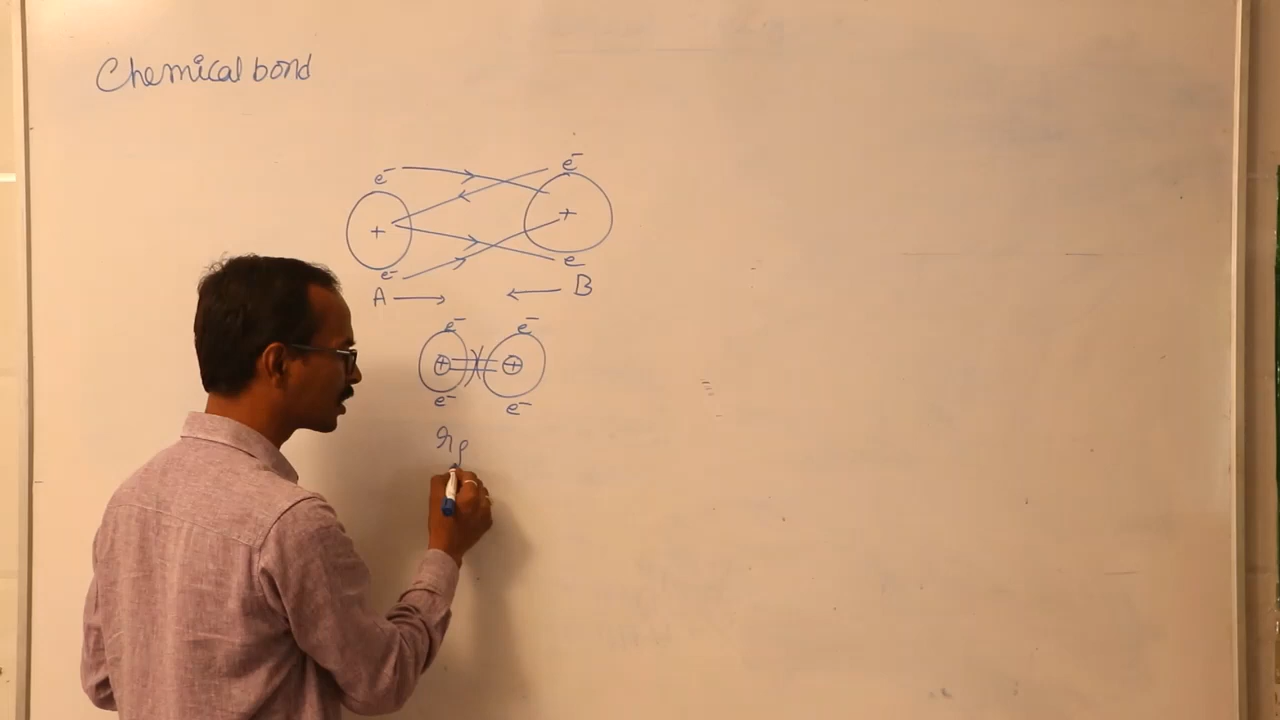 Chemical bond
e⁻ e⁻
+ +
e⁻ e
A B
e⁻ e⁻
+ +
e⁻ e⁻